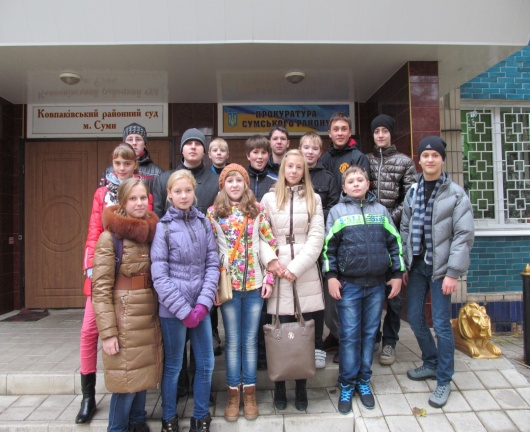 Ковпаківський районний суд
м. Суми
ПРОКУРАТУРА
СУМСЬКОГО РАЙОНУ